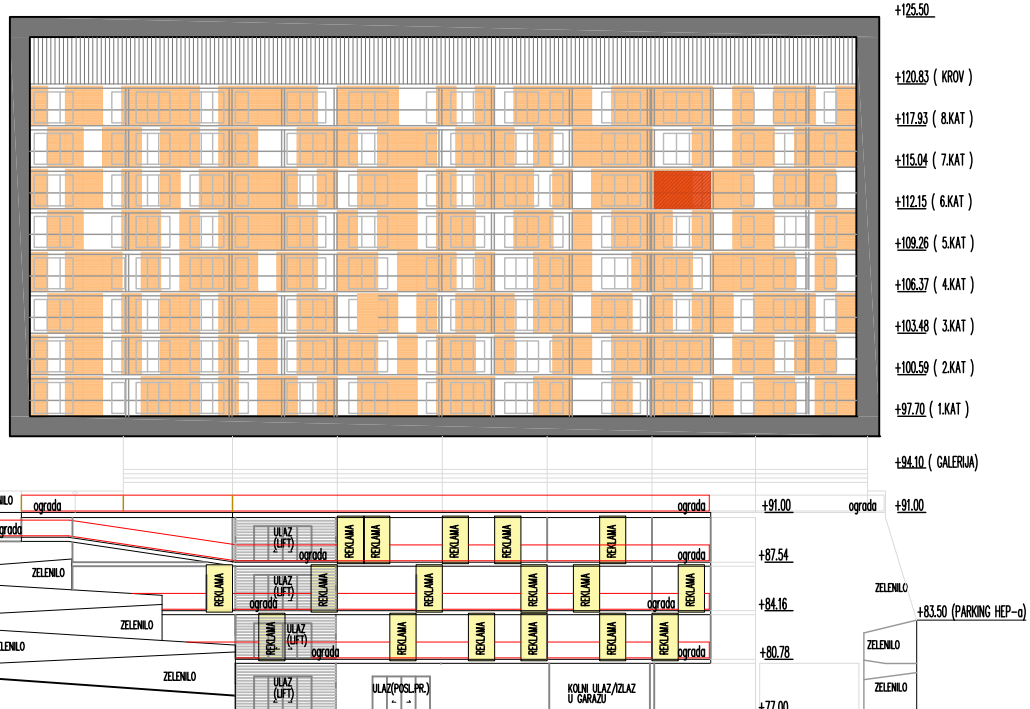 +125.50
+120.83 ( KROV )
+117.93 ( 8.KAT )
+115.04 ( 7.KAT )
+112.15 ( 6.KAT )
+109.26 ( 5.KAT )
+106.37 ( 4.KAT )
+103.48 ( 3.KAT )
+100.59 ( 2.KAT )
+97.70 ( 1.KAT )
+94.10 ( GALERIJA)
NILO
ograda
ograda
+91.00
ograda
+91.00
ograda
REKLAMA
REKLAMA
REKLAMA
REKLAMA
REKLAMA
ULAZ
(LIFT)
ograda
ograda
+87.54
ZELENILO
REKLAMA
ULAZ
(LIFT)
REKLAMA
REKLAMA
REKLAMA
REKLAMA
REKLAMA
ZELENILO
ograda
ograda
+84.16
+83.50 (PARKING HEP-a)
ZELENILO
REKLAMA
ULAZ
(LIFT)
REKLAMA
REKLAMA
REKLAMA
REKLAMA
REKLAMA
ELENILO
ograda
ograda
+80.78
ZELENILO
ZELENILO
ULAZ
(LIFT)
ULAZ(POSL.PR.)
KOLNI ULAZ/IZLAZ
U GARAŽU
ZELENILO
+77.00